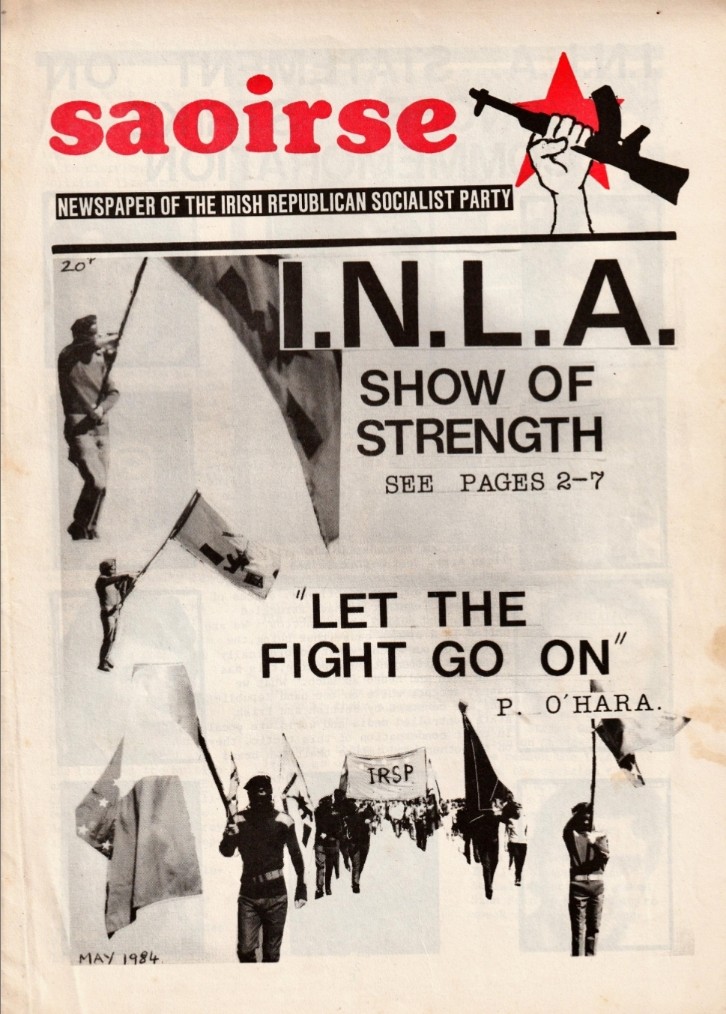 saoirse
NEWSPAPER OF THE IRISH REPUBLICAN SOCIALIST PARTY
20p
I.N.L.A.
SHOW OF
STRENGTH
SEE PAGES 2-7
"LET THE
FIGHT GO ON"
P. O'HARA.
IRSP
MAY 1984